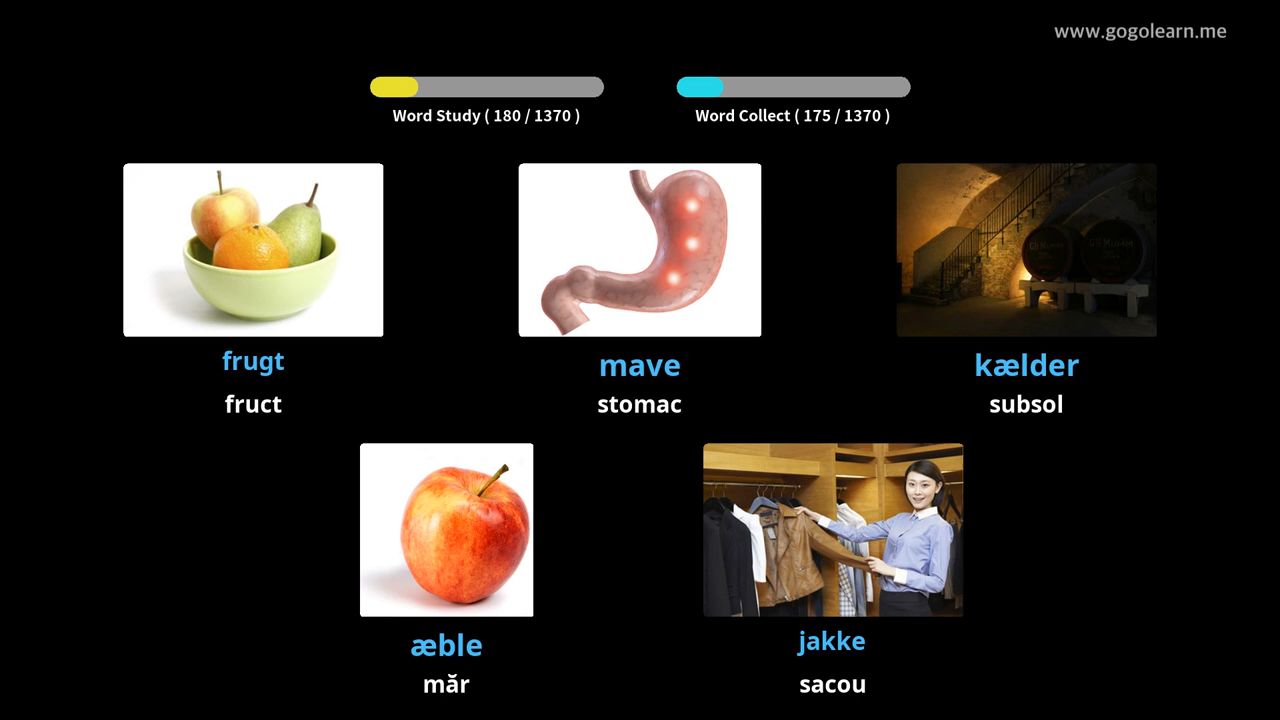 www.gogolearn.me
Word Study ( 180 / 1370 )
Word Collect ( 175 / 1370 )
frugt
fruct
mave
stomac
kælder
subsol
æble
măr
jakke
sacou